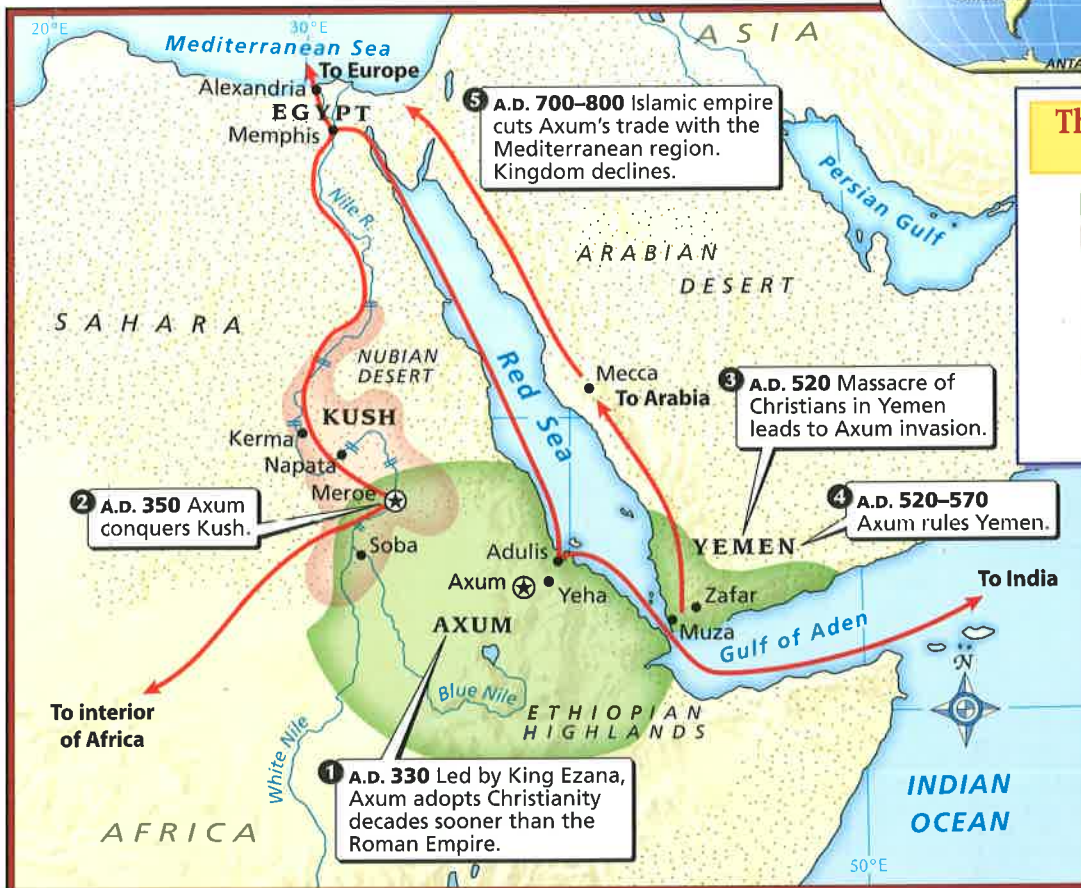 20°E
30°E
Mediterranean Sea
ASIA
To Europe
Alexandria
EGYPT
Memphis
Nile R.
5 A.D. 700–800 Islamic empire
cuts Axum's trade with the
Mediterranean region.
Kingdom declines.
Persian Gulf
ARABIAN
DESERT
SAHARA
NUBIAN
DESERT
Red Sea
Mecca
To Arabia
3 A.D. 520 Massacre of
Christians in Yemen
leads to Axum invasion.
KUSH
Kerma
Napata
Meroe
2 A.D. 350 Axum
conquers Kush.
4 A.D. 520–570
Axum rules Yemen.
Soba
Adulis
YEMEN
Axum
Yeha
Zafar
To India
AXUM
Muza
Gulf of Aden
N
Blue Nile
To interior
of Africa
ETHIOPIAN
HIGHLANDS
White Nile
1 A.D. 330 Led by King Ezana,
Axum adopts Christianity
decades sooner than the
Roman Empire.
INDIAN
OCEAN
AFRICA
50°E